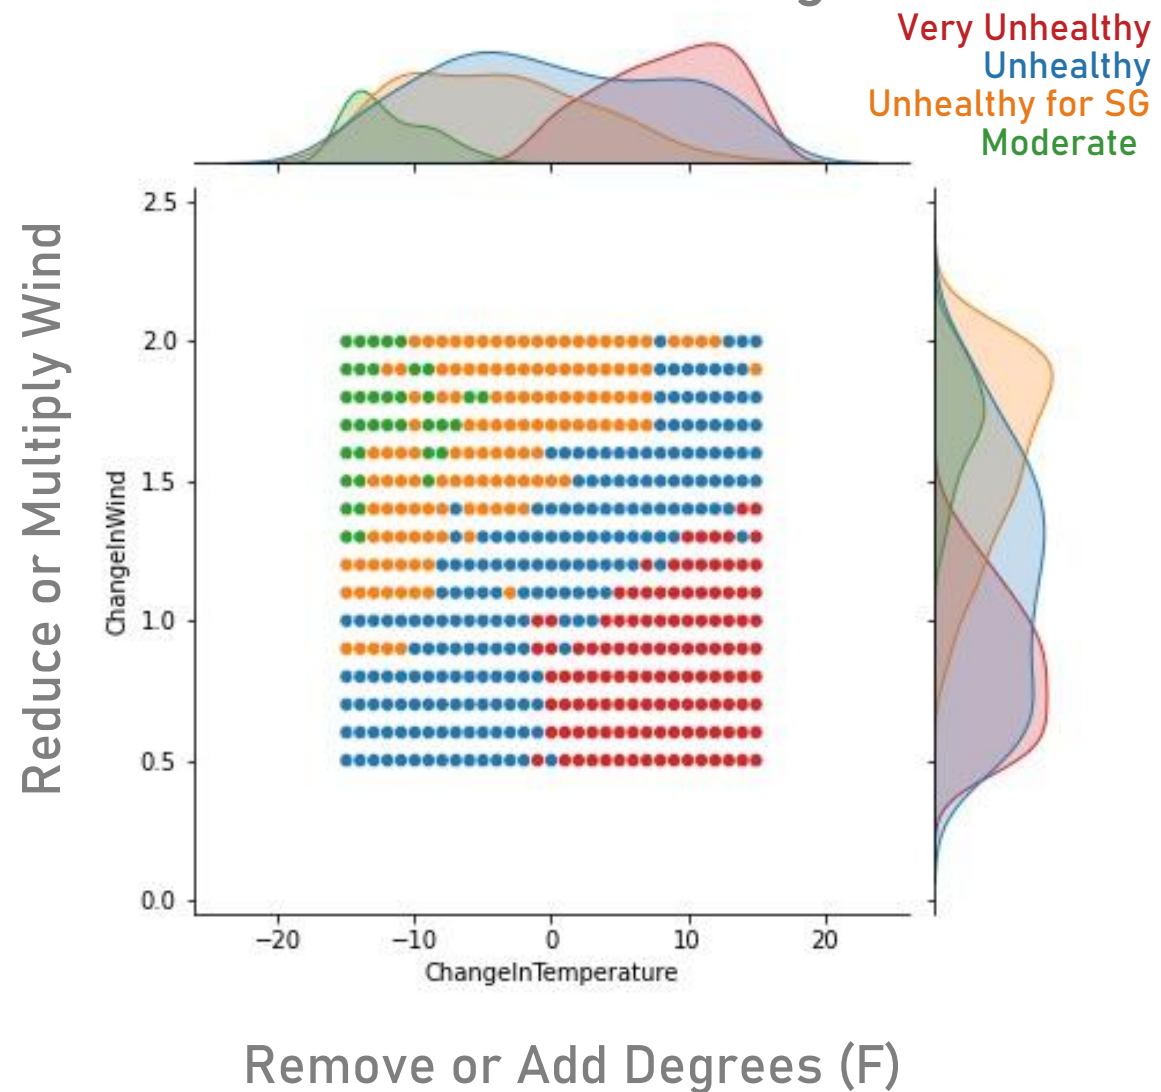 Very Unhealthy
Unhealthy
Unhealthy for SG
Moderate
Reduce or Multiply Wind
ChangeInWind
2.5
2.0
1.5
1.0
0.5
0.0
−20 −10 0 10 20
ChangeInTemperature
Remove or Add Degrees (F)